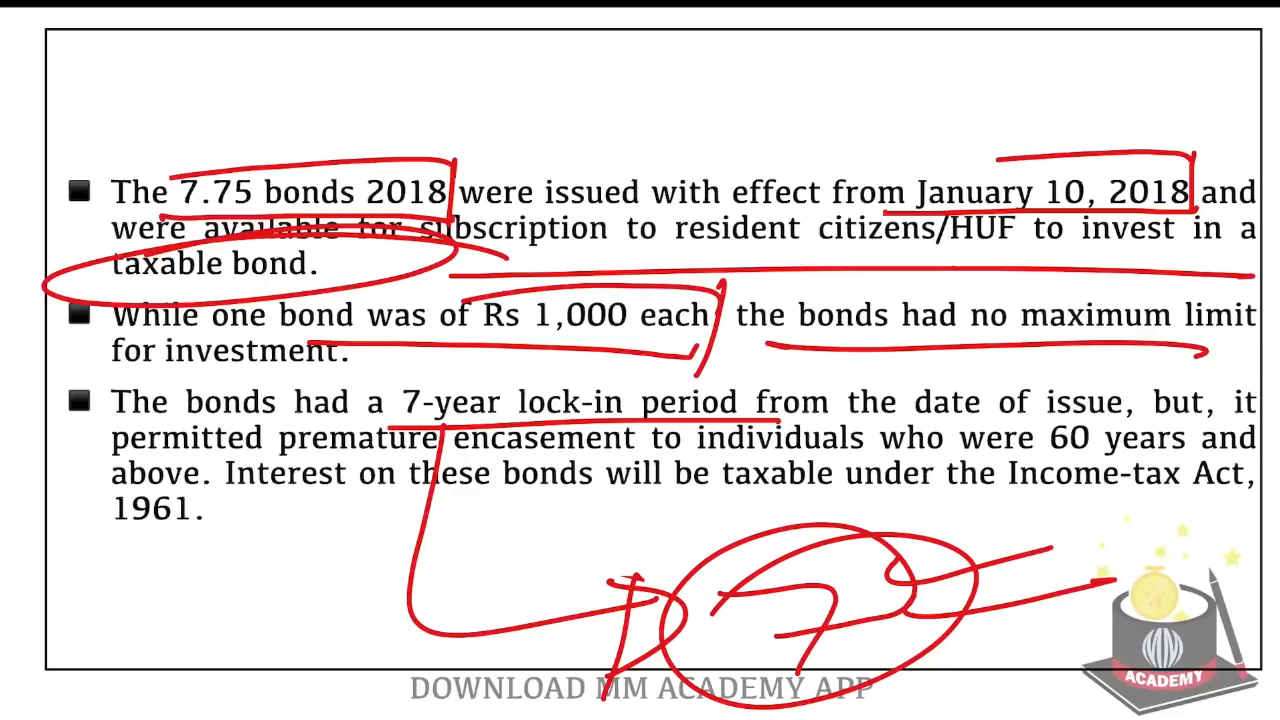 The 7.75 bonds 2018 were issued with effect from January 10, 2018 and
were available for subscription to resident citizens/HUF to invest in a
taxable bond.
While one bond was of Rs 1,000 each, the bonds had no maximum limit
for investment.
The bonds had a 7-year lock-in period from the date of issue, but, it
permitted premature encasement to individuals who were 60 years and
above. Interest on these bonds will be taxable under the Income-tax Act,
1961.
7
DOWNLOAD MM ACADEMY APP
MM
ACADEMY